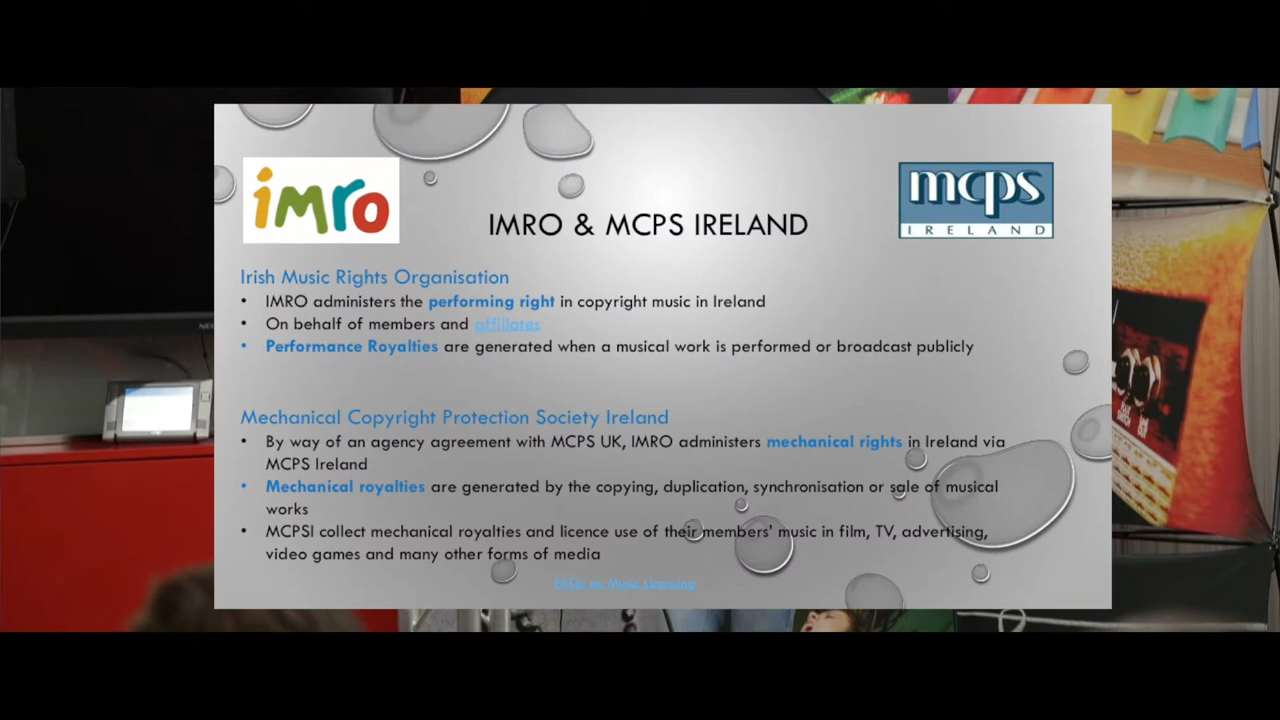 imro
mcps
IRELAND
IMRO & MCPS IRELAND
Irish Music Rights Organisation
• IMRO administers the performing right in copyright music in Ireland
• On behalf of members and affiliates
• Performance Royalties are generated when a musical work is performed or broadcast publicly
Mechanical Copyright Protection Society Ireland
• By way of an agency agreement with MCPS UK, IMRO administers mechanical rights in Ireland via
MCPS Ireland
• Mechanical royalties are generated by the copying, duplication, synchronisation or sale of musical
works
• MCPSI collect mechanical royalties and licence use of their members' music in film, TV, advertising,
video games and many other forms of media
FAQs on Music Licensing
NEC